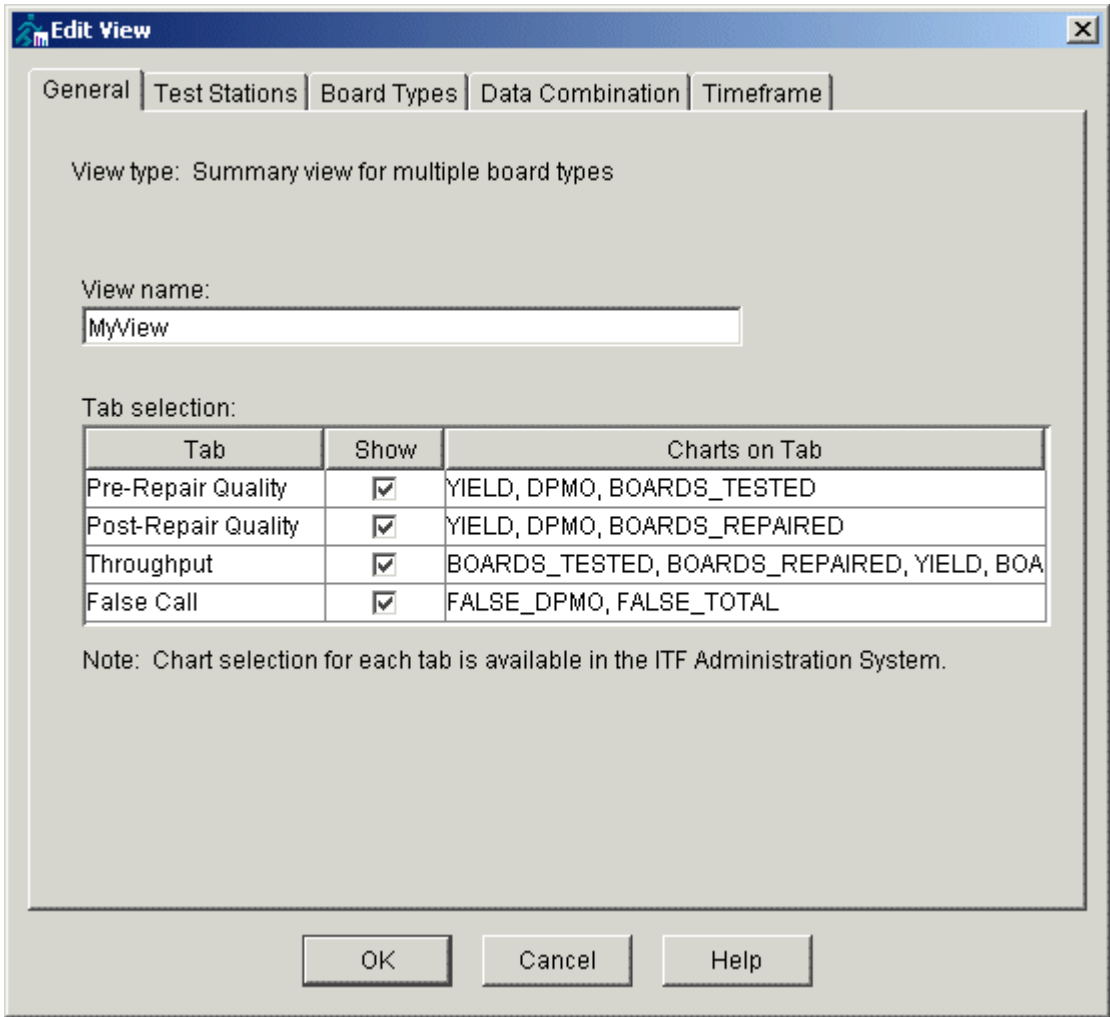 Edit View
General Test Stations Board Types Data Combination Timeframe
View type: Summary view for multiple board types
View name:
MyView
Tab selection:
Tab Show Charts on Tab
Pre-Repair Quality YIELD, DPMO, BOARDS_TESTED
Post-Repair Quality YIELD, DPMO, BOARDS_REPAIRED
Throughput BOARDS_TESTED, BOARDS_REPAIRED, YIELD, BOA
False Call FALSE_DPMO, FALSE_TOTAL
Note: Chart selection for each tab is available in the ITF Administration System.
OK Cancel Help